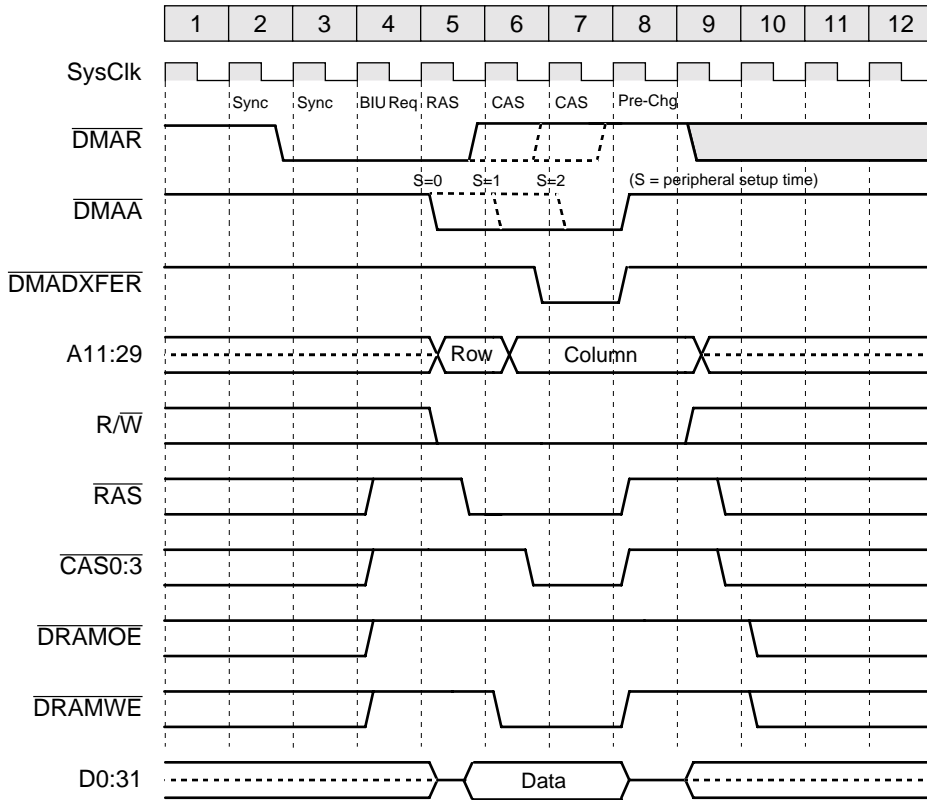 1 2 3 4 5 6 7 8 9 10 11 12
SysClk
Sync Sync BIU Req RAS CAS CAS Pre-Chg
DMAR
S=0 S=1 S=2 (S = peripheral setup time)
DMAA
DMADXFER
A11:29 Row Column
R/W
RAS
CAS0:3
DRAMOE
DRAMWE
D0:31 Data